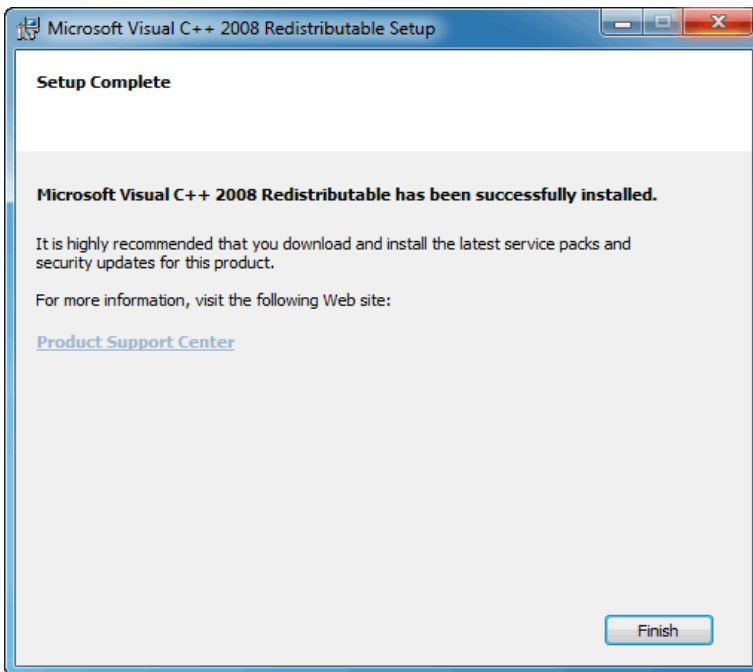 Microsoft Visual C++ 2008 Redistributable Setup
Setup Complete
Microsoft Visual C++ 2008 Redistributable has been successfully installed.
It is highly recommended that you download and install the latest service packs and
security updates for this product.
For more information, visit the following Web site:
Product Support Center
Finish